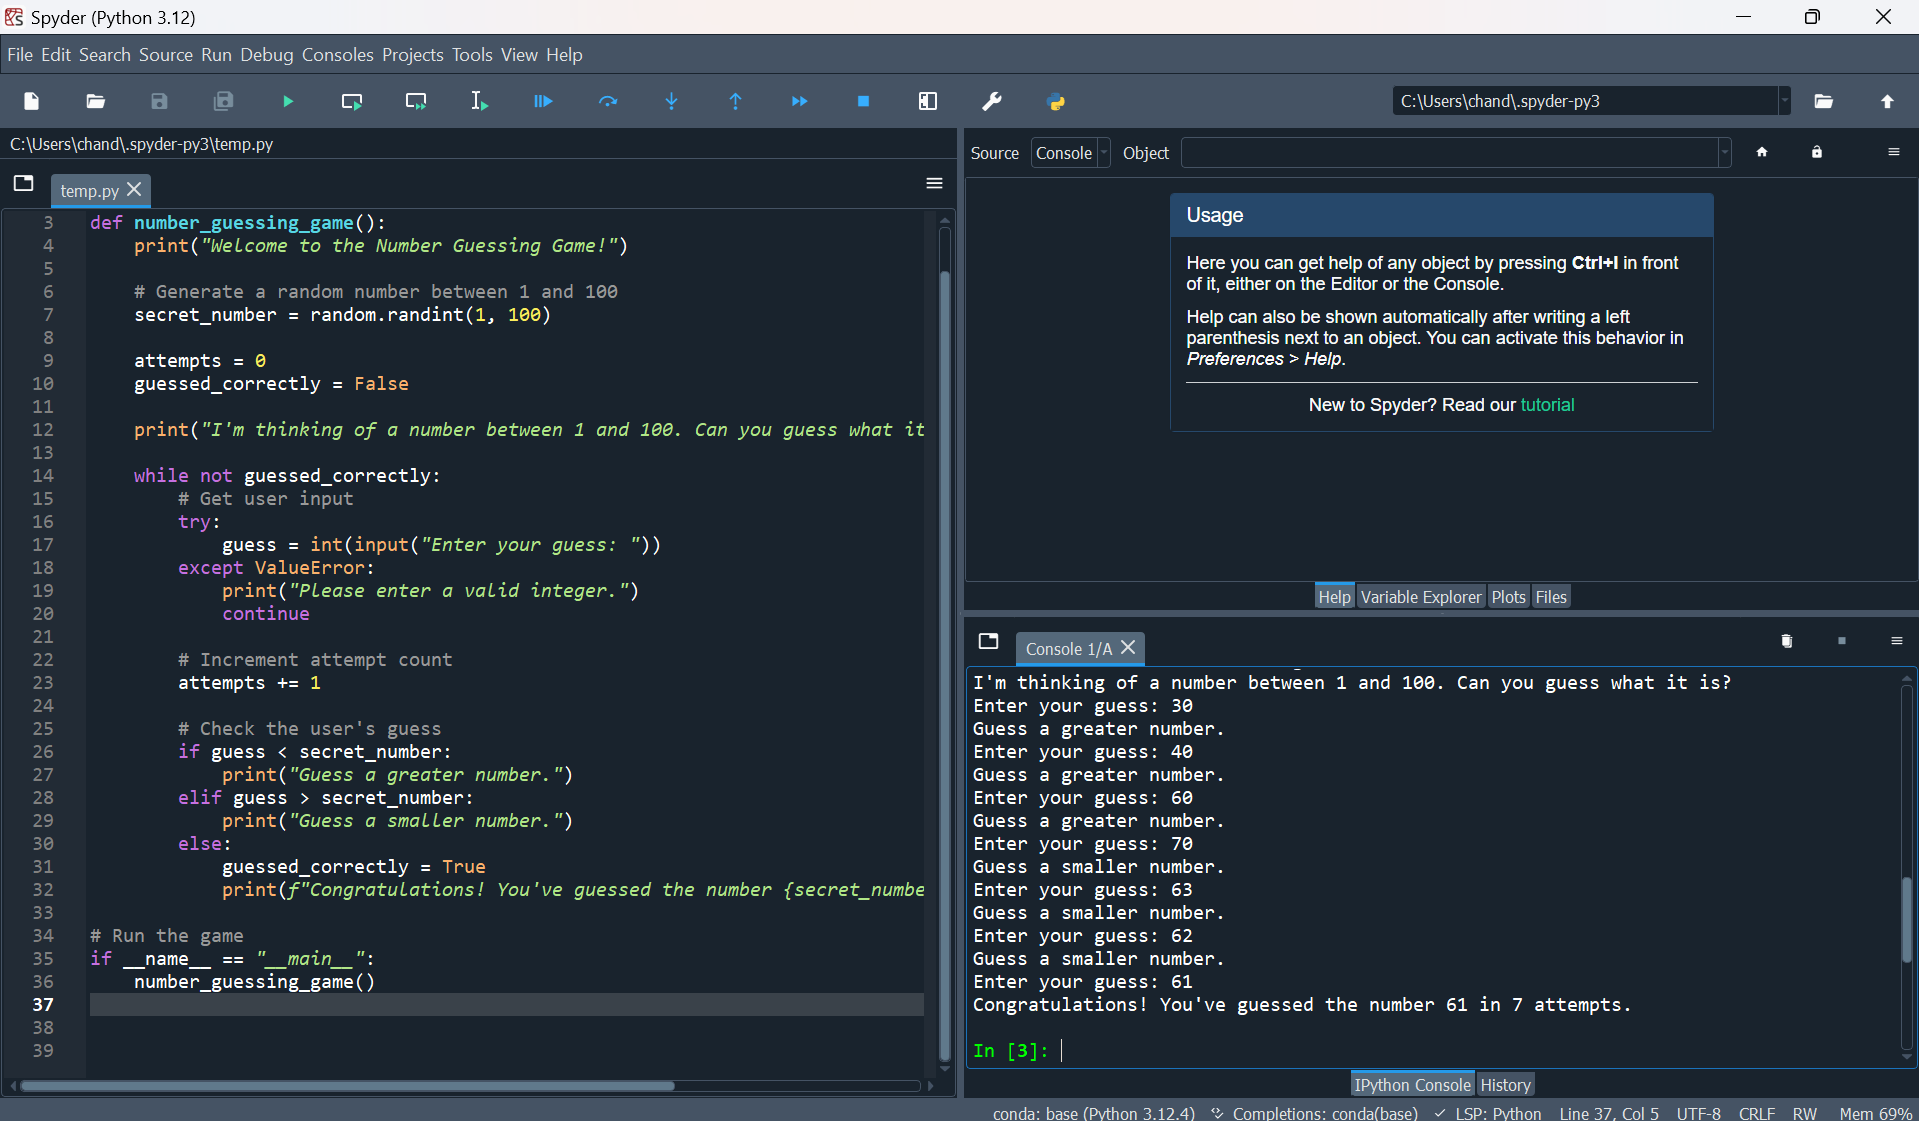 Spyder (Python 3.12)
File Edit Search Source Run Debug Consoles Projects Tools View Help
C:\Users\chand\.spyder-py3
C:\Users\chand\.spyder-py3\temp.py
temp.py
3 def number_guessing_game():
4     print("Welcome to the Number Guessing Game!")
5
6     # Generate a random number between 1 and 100
7     secret_number = random.randint(1, 100)
8
9     attempts = 0
10     guessed_correctly = False
11
12     print("I'm thinking of a number between 1 and 100. Can you guess what it
13
14     while not guessed_correctly:
15         # Get user input
16         try:
17             guess = int(input("Enter your guess: "))
18         except ValueError:
19             print("Please enter a valid integer.")
20             continue
21
22         # Increment attempt count
23         attempts += 1
24
25         # Check the user's guess
26         if guess < secret_number:
27             print("Guess a greater number.")
28         elif guess > secret_number:
29             print("Guess a smaller number.")
30         else:
31             guessed_correctly = True
32             print(f"Congratulations! You've guessed the number {secret_numbe
33
34 # Run the game
35 if __name__ == "__main__":
36     number_guessing_game()
37
38
39
Source Console Object
Usage
Here you can get help of any object by pressing Ctrl+I in front
of it, either on the Editor or the Console.
Help can also be shown automatically after writing a left
parenthesis next to an object. You can activate this behavior in
Preferences > Help.
New to Spyder? Read our tutorial
Help Variable Explorer Plots Files
Console 1/A
I'm thinking of a number between 1 and 100. Can you guess what it is?
Enter your guess: 30
Guess a greater number.
Enter your guess: 40
Guess a greater number.
Enter your guess: 60
Guess a greater number.
Enter your guess: 70
Guess a smaller number.
Enter your guess: 63
Guess a smaller number.
Enter your guess: 62
Guess a smaller number.
Enter your guess: 61
Congratulations! You've guessed the number 61 in 7 attempts.
In [3]:
IPython Console History
conda: base (Python 3.12.4) Completions: conda(base) LSP: Python Line 37, Col 5 UTF-8 CRLF RW Mem 69%